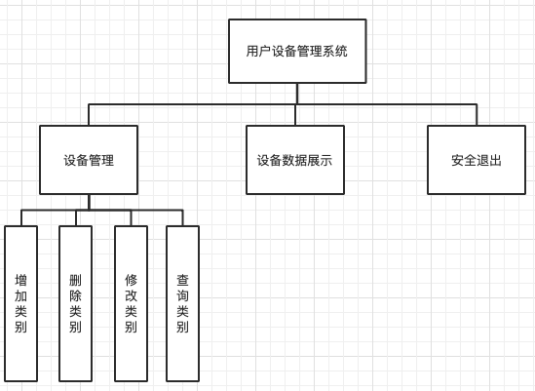 用户设备管理系统
设备管理
设备数据展示
安全退出
增加类别
删除类别
修改类别
查询类别